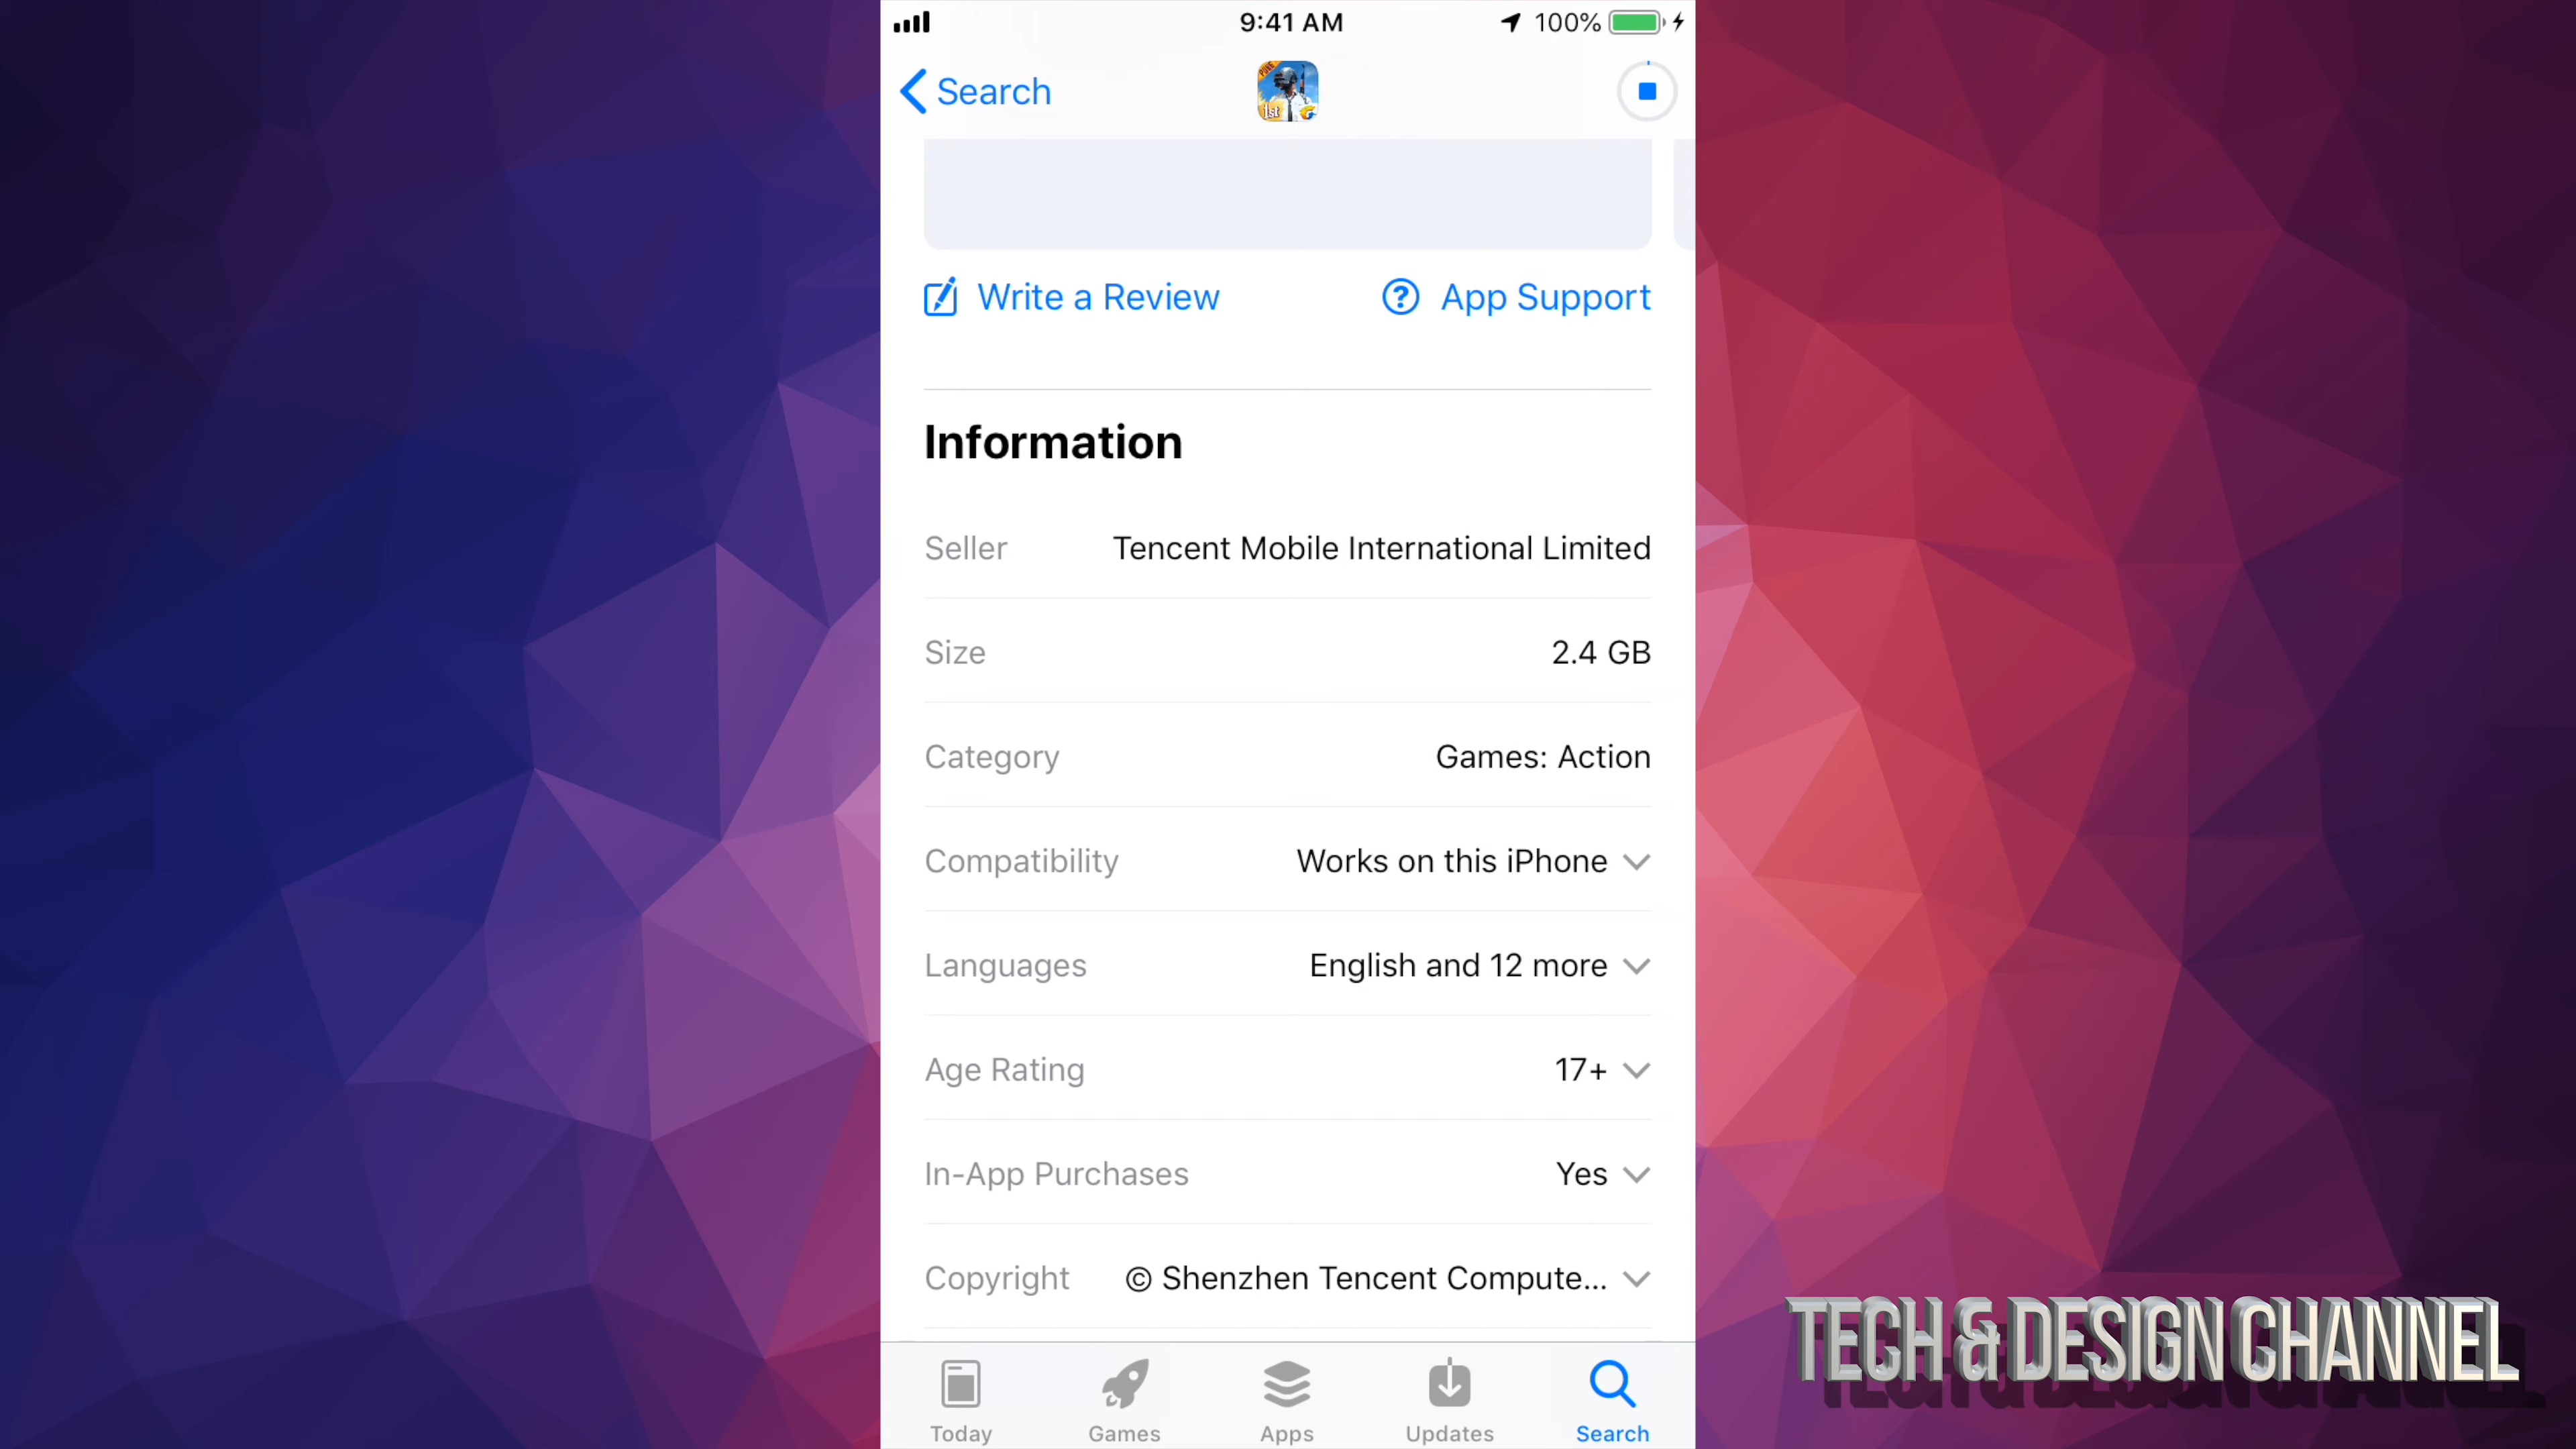 9:41 AM
100%
Search
PUBG
1st
Write a Review
App Support
Information
Seller Tencent Mobile International Limited
Size 2.4 GB
Category Games: Action
Compatibility Works on this iPhone
Languages English and 12 more
Age Rating 17+
In-App Purchases Yes
Copyright © Shenzhen Tencent Compute...
Today Games Apps Updates Search
TECH & DESIGN CHANNEL